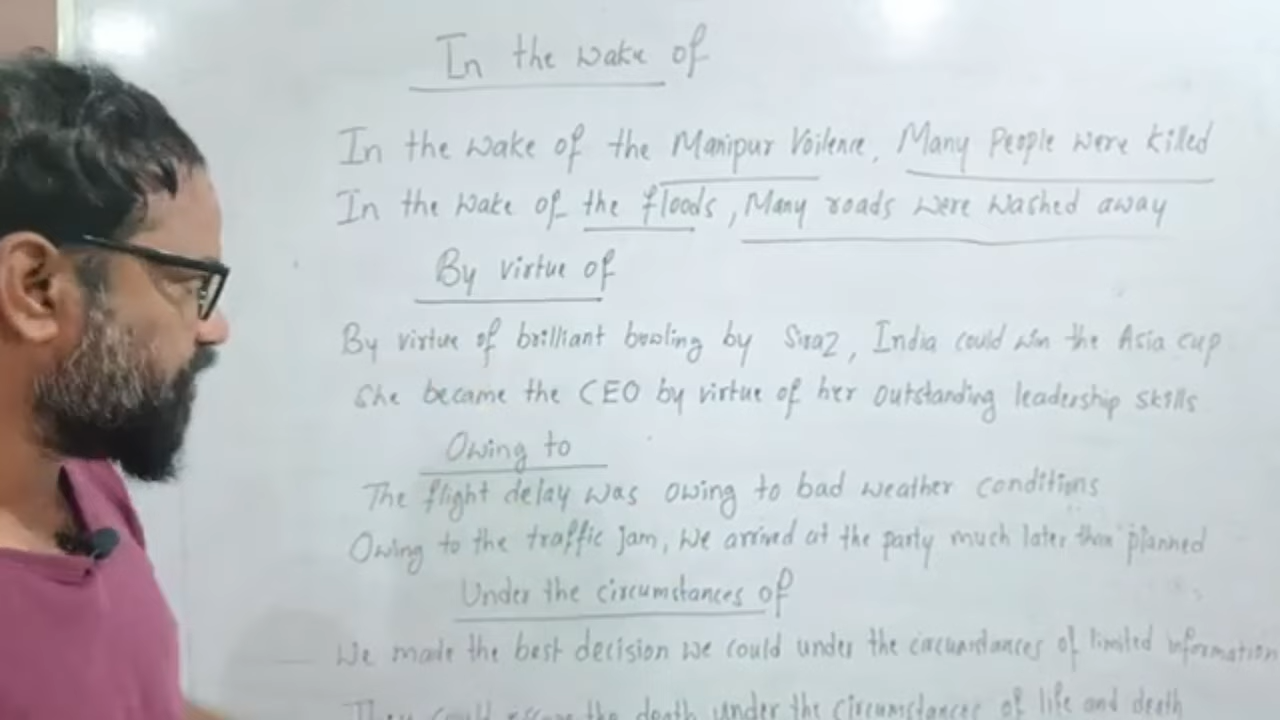 In the wake of
In the wake of the Manipur Voilence, Many People were killed
In the wake of the floods, Many roads were washed away
By virtue of
By virtue of brilliant bowling by Siraz, India could win the Asia cup
She became the CEO by virtue of her outstanding leadership skills
Owing to
The flight delay was owing to bad weather conditions
Owing to the traffic jam, we arrived at the party much later than planned
Under the circumstances of
We made the best decision we could under the circumstances of limited information
They could escape the death under the circumstances of life and death